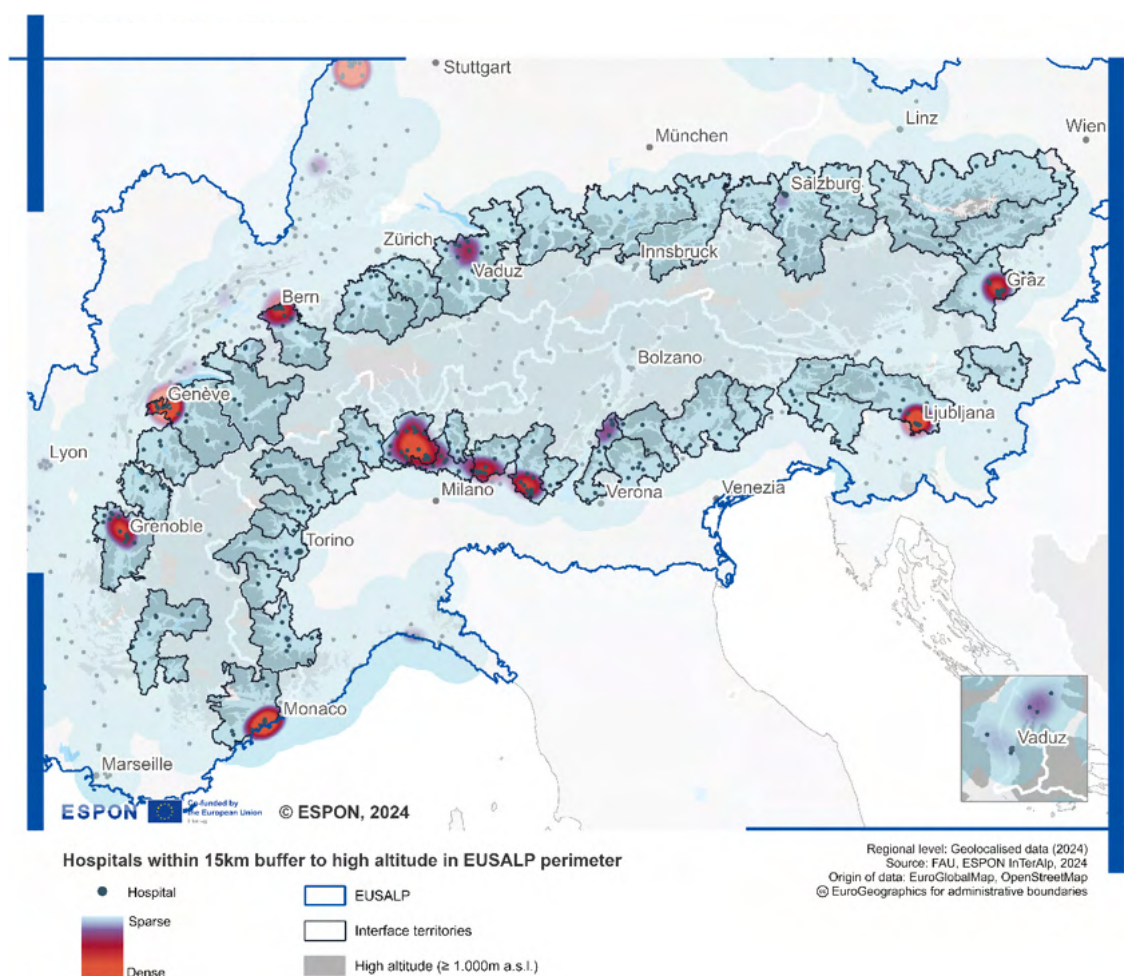 Stuttgart
Linz
Wien
München
Salzburg
Zürich
Innsbruck
Vaduz
Graz
Bern
Bolzano
Genève
Ljubljana
Lyon
Milano
Verona
Venezia
Grenoble
Torino
Monaco
Vaduz
Marseille
ESPON
Co-funded by
the European Union
© ESPON, 2024
Hospitals within 15km buffer to high altitude in EUSALP perimeter
Hospital
Sparse
Dense
EUSALP
Interface territories
High altitude (≥ 1.000m a.s.l.)
Regional level: Geolocalised data (2024)
Source: FAU, ESPON InTerAlp, 2024
Origin of data: EuroGlobalMap, OpenStreetMap
EuroGeographics for administrative boundaries